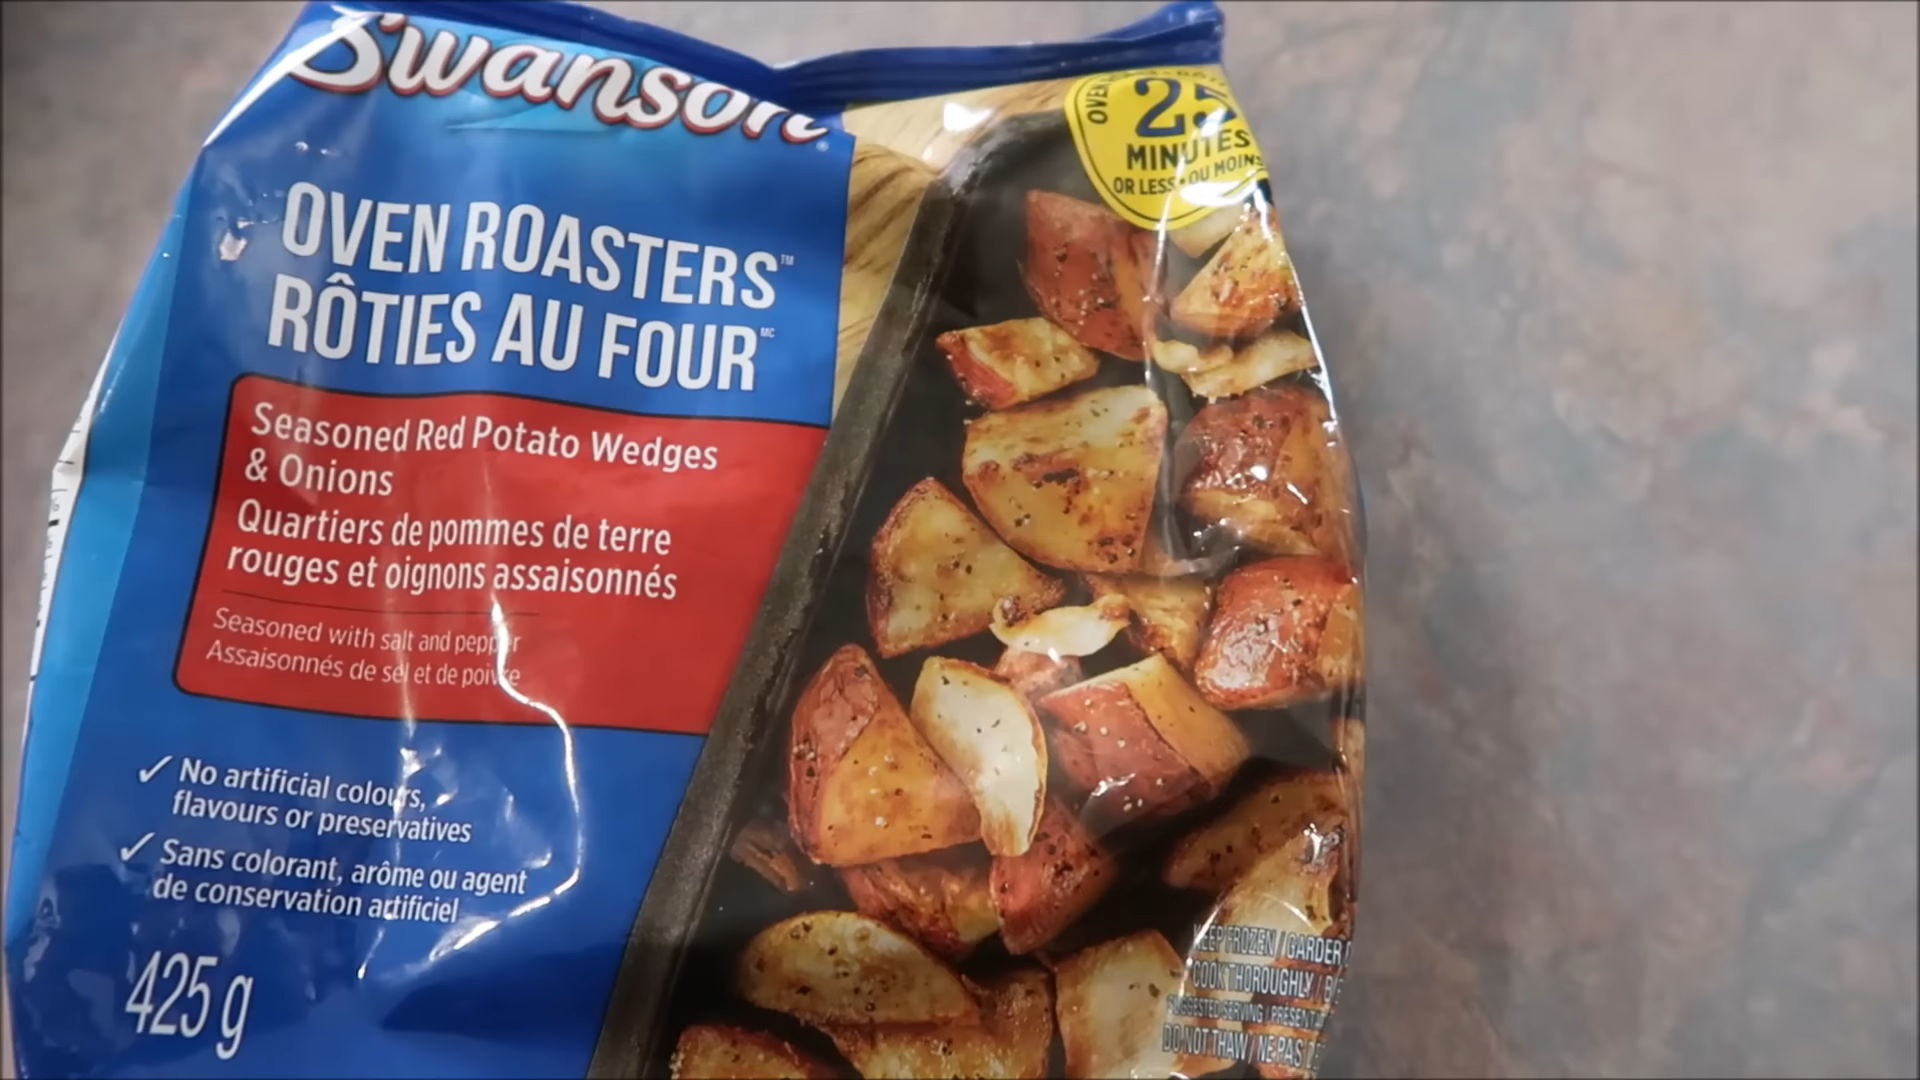 Swanson®
OVEN
25
MINUTES
OR LESS • OU MOINS
OVEN ROASTERS™
RÔTIES AU FOUR MC
Seasoned Red Potato Wedges
& Onions
Quartiers de pommes de terre
rouges et oignons assaisonnés
Seasoned with salt and pepper
Assaisonnés de sel et de poivre
✓ No artificial colours,
flavours or preservatives
✓ Sans colorant, arôme ou agent
de conservation artificiel
425 g
KEEP FROZEN / GARDER
COOK THOROUGHLY /
SUGGESTED SERVING /
DO NOT THAW / NE PAS